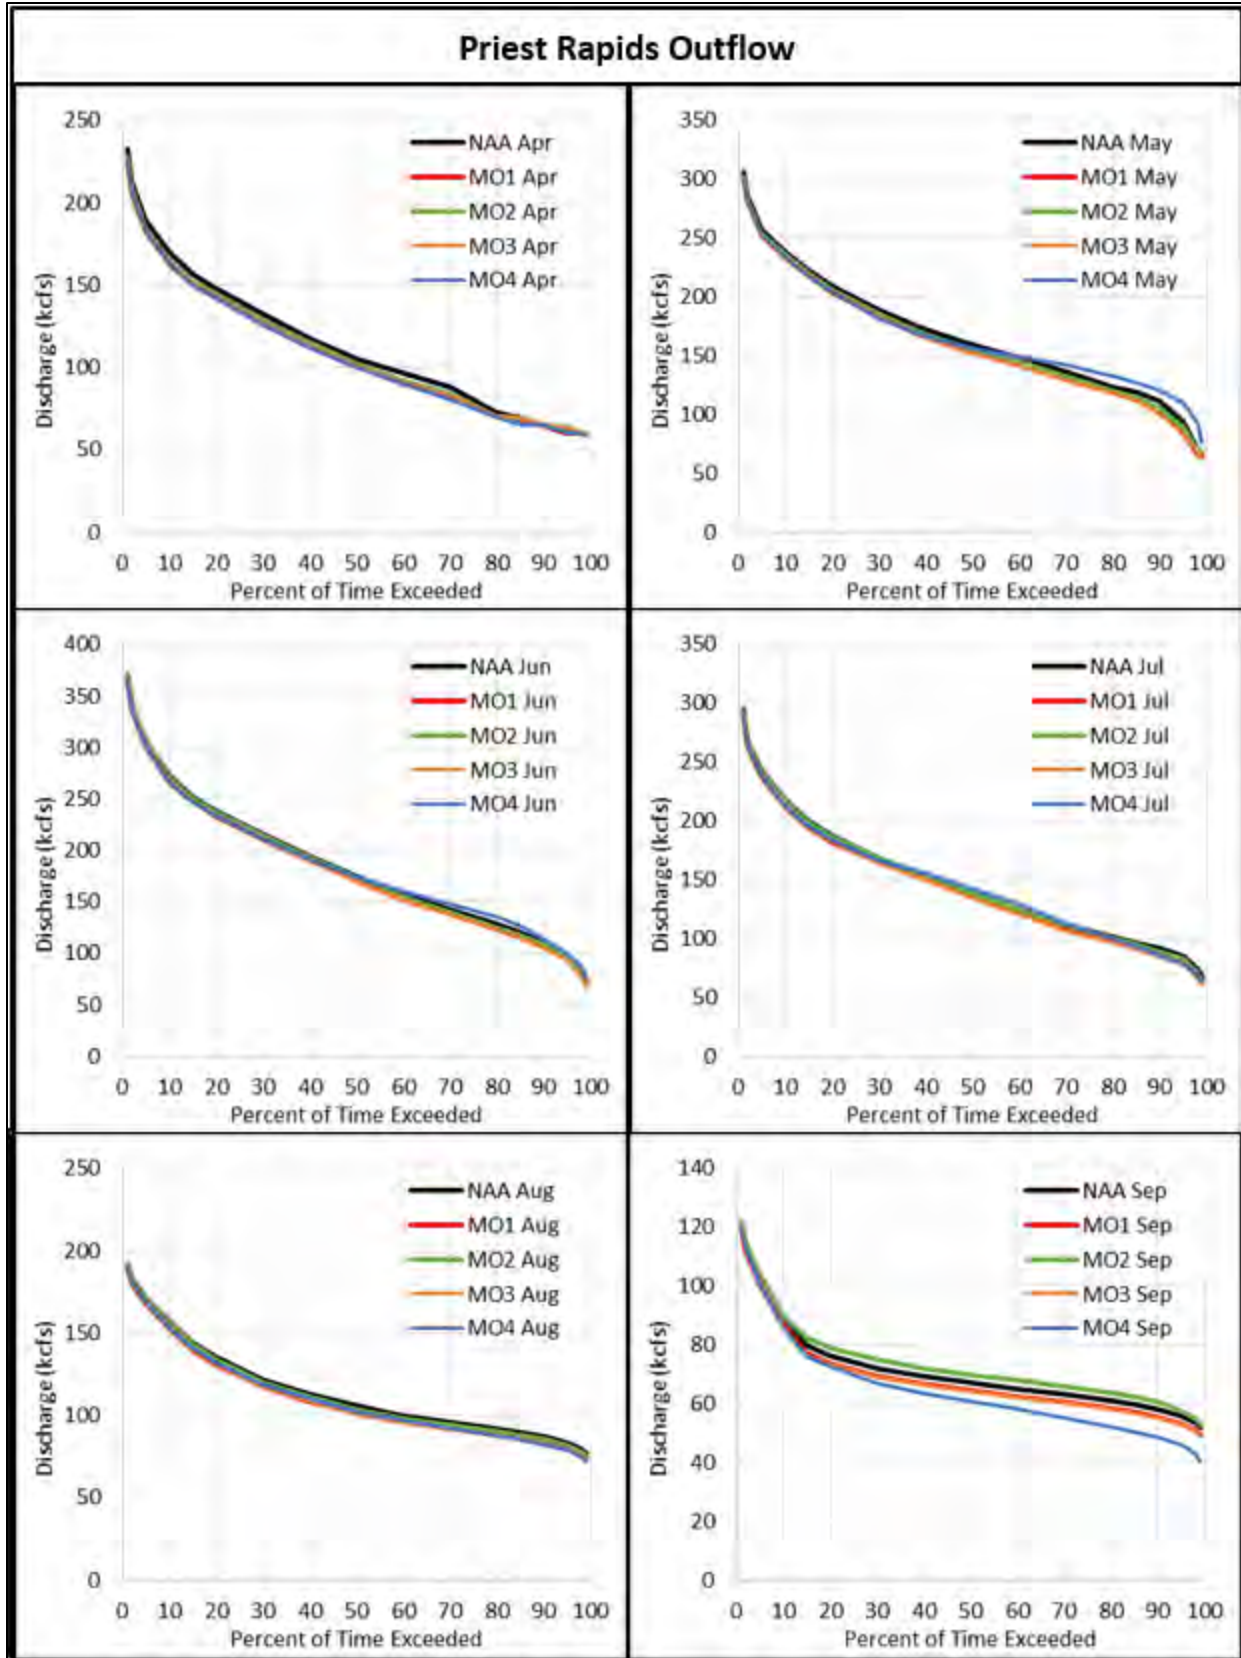 Priest Rapids Outflow
250
200
150
100
50
0
Discharge (kcfs)
NAA Apr
MO1 Apr
MO2 Apr
MO3 Apr
MO4 Apr
0 10 20 30 40 50 60 70 80 90 100
Percent of Time Exceeded
350
300
250
200
150
100
50
0
Discharge (kcfs)
NAA May
MO1 May
MO2 May
MO3 May
MO4 May
0 10 20 30 40 50 60 70 80 90 100
Percent of Time Exceeded
400
350
300
250
200
150
100
50
0
Discharge (kcfs)
NAA Jun
MO1 Jun
MO2 Jun
MO3 Jun
MO4 Jun
0 10 20 30 40 50 60 70 80 90 100
Percent of Time Exceeded
350
300
250
200
150
100
50
0
Discharge (kcfs)
NAA Jul
MO1 Jul
MO2 Jul
MO3 Jul
MO4 Jul
0 10 20 30 40 50 60 70 80 90 100
Percent of Time Exceeded
250
200
150
100
50
0
Discharge (kcfs)
NAA Aug
MO1 Aug
MO2 Aug
MO3 Aug
MO4 Aug
0 10 20 30 40 50 60 70 80 90 100
Percent of Time Exceeded
140
120
100
80
60
40
20
0
Discharge (kcfs)
NAA Sep
MO1 Sep
MO2 Sep
MO3 Sep
MO4 Sep
0 10 20 30 40 50 60 70 80 90 100
Percent of Time Exceeded